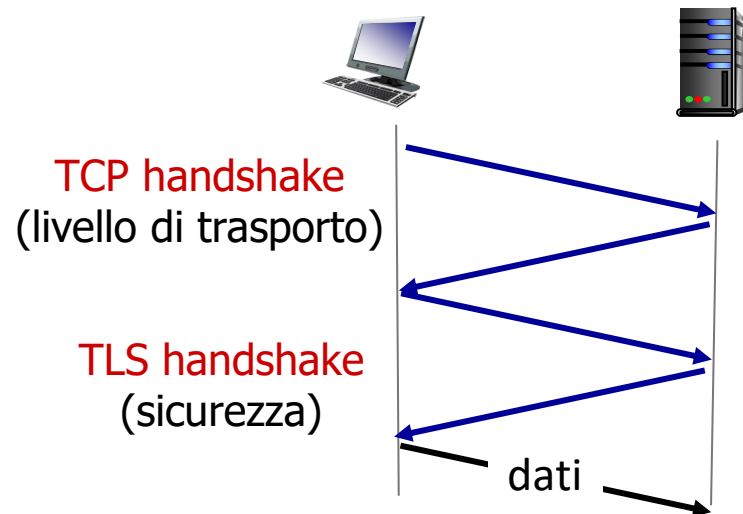 TCP handshake
(livello di trasporto)
TLS handshake
(sicurezza)
dati